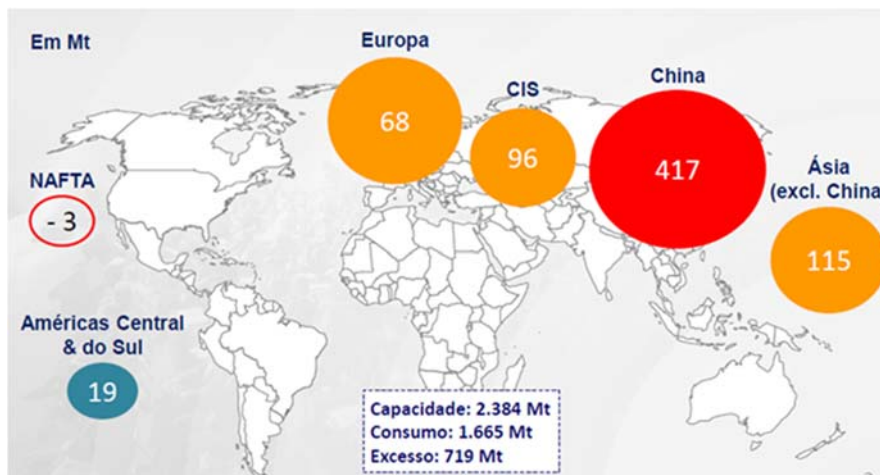 Em Mt
Europa
68
CIS
96
China
417
Ásia
(excl. China
115
NAFTA
- 3
Américas Central
& do Sul
19
Capacidade: 2.384 Mt
Consumo: 1.665 Mt
Excesso: 719 Mt